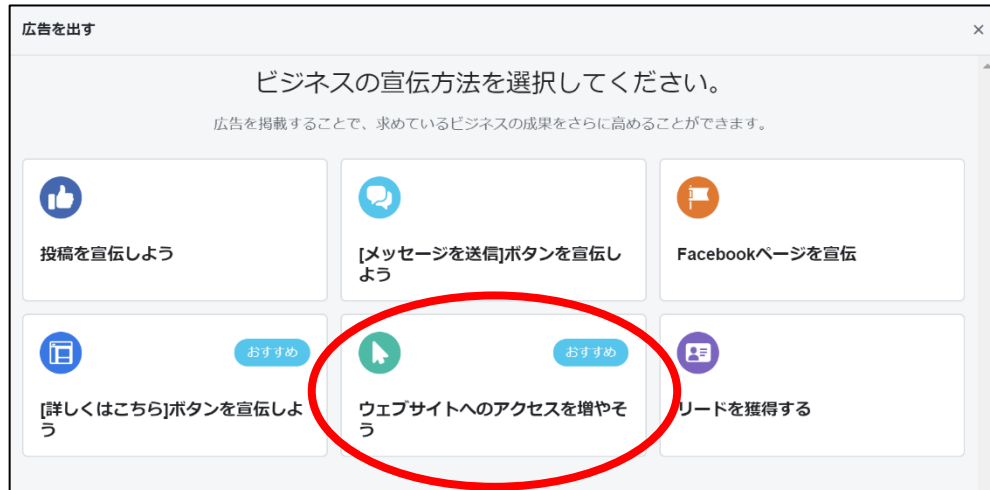 広告を出す
ビジネスの宣伝方法を選択してください。
広告を掲載することで、求めているビジネスの成果をさらに高めることができます。
投稿を宣伝しよう
[メッセージを送信]ボタンを宣伝し
よう
Facebookページを宣伝
おすすめ
[詳しくはこちら]ボタンを宣伝しよ
う
おすすめ
ウェブサイトへのアクセスを増やそ
う
リードを獲得する